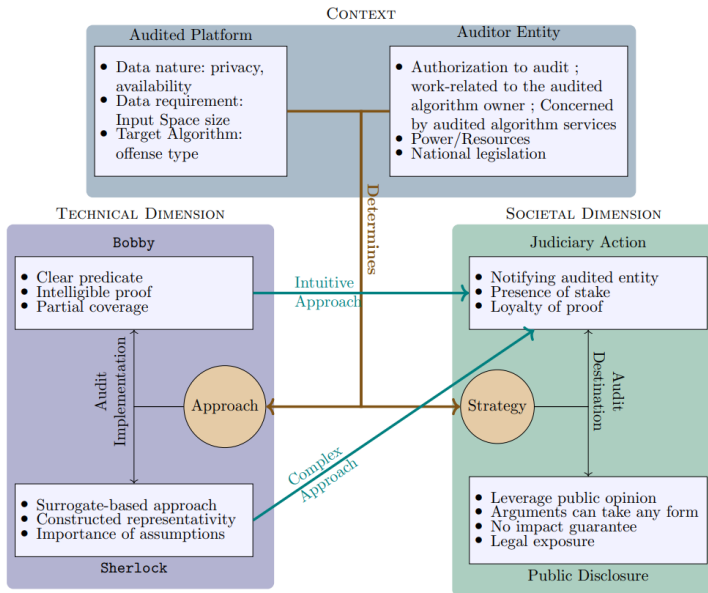 Context
Audited Platform
• Data nature: privacy,
availability
• Data requirement:
Input Space size
• Target Algorithm:
offense type
Auditor Entity
• Authorization to audit ;
work-related to the audited
algorithm owner ; Concerned
by audited algorithm services
• Power/Resources
• National legislation
Determines
Technical Dimension
Bobby
• Clear predicate
• Intelligible proof
• Partial coverage
Audit
Implementation
Approach
• Surrogate-based approach
• Constructed representativity
• Importance of assumptions
Sherlock
Intuitive
Approach
Complex
Approach
Societal Dimension
Judiciary Action
• Notifying audited entity
• Presence of stake
• Loyalty of proof
Strategy
Audit
Destination
• Leverage public opinion
• Arguments can take any form
• No impact guarantee
• Legal exposure
Public Disclosure